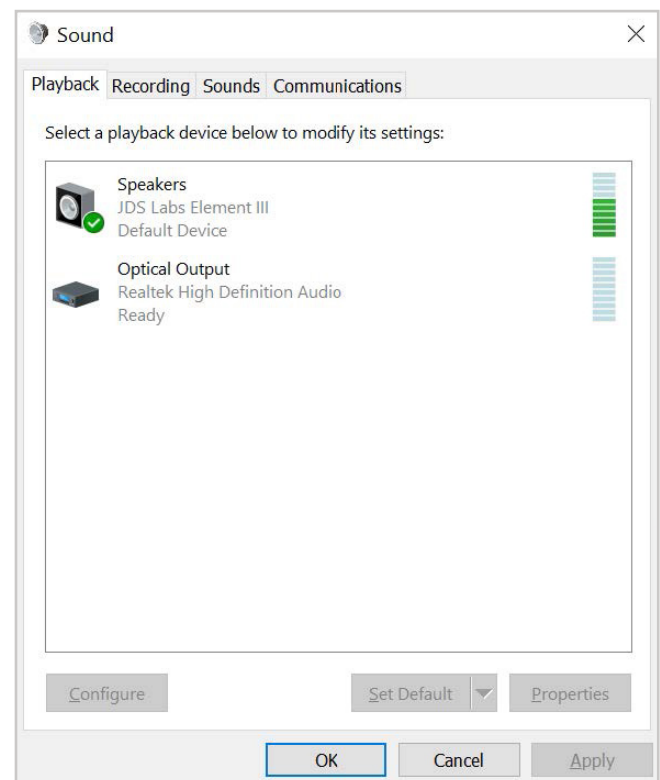 Sound
Playback Recording Sounds Communications
Select a playback device below to modify its settings:
Speakers
JDS Labs Element III
Default Device
Optical Output
Realtek High Definition Audio
Ready
Configure Set Default Properties
OK Cancel Apply